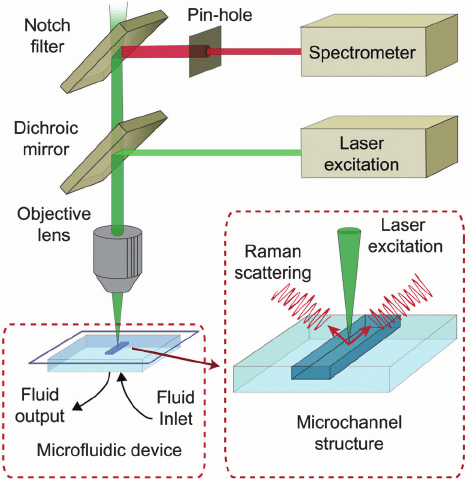 Notch
filter
Pin-hole
Spectrometer
Dichroic
mirror
Laser
excitation
Objective
lens
Laser
excitation
Raman
scattering
Fluid
output
Fluid
Inlet
Microfluidic device
Microchannel
structure